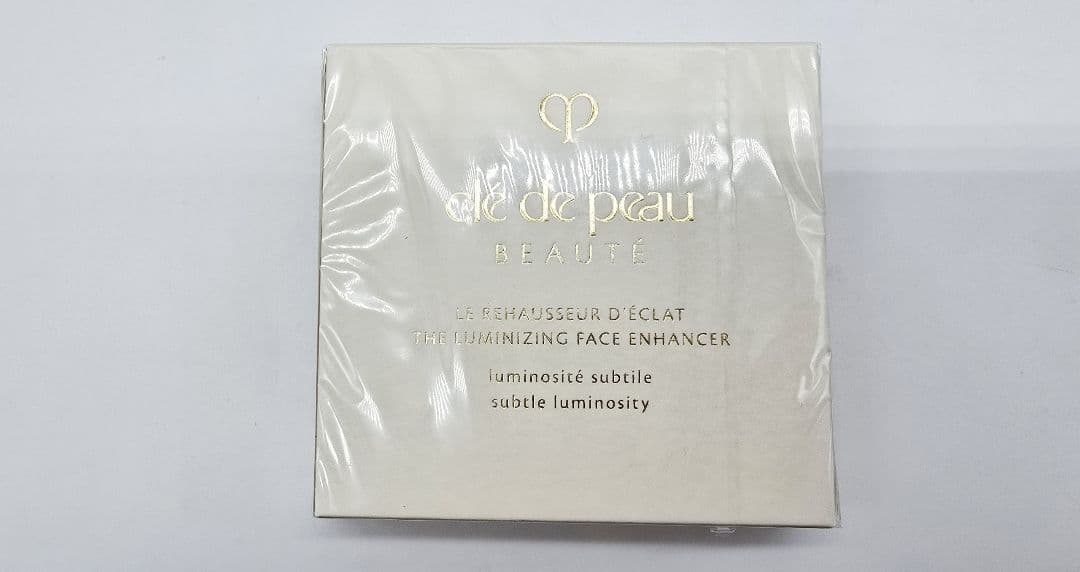 clé de peau
BEAUTÉ
LE REHAUSSEUR D'ÉCLAT
THE LUMINIZING FACE ENHANCER
luminosité subtile
subtle luminosity